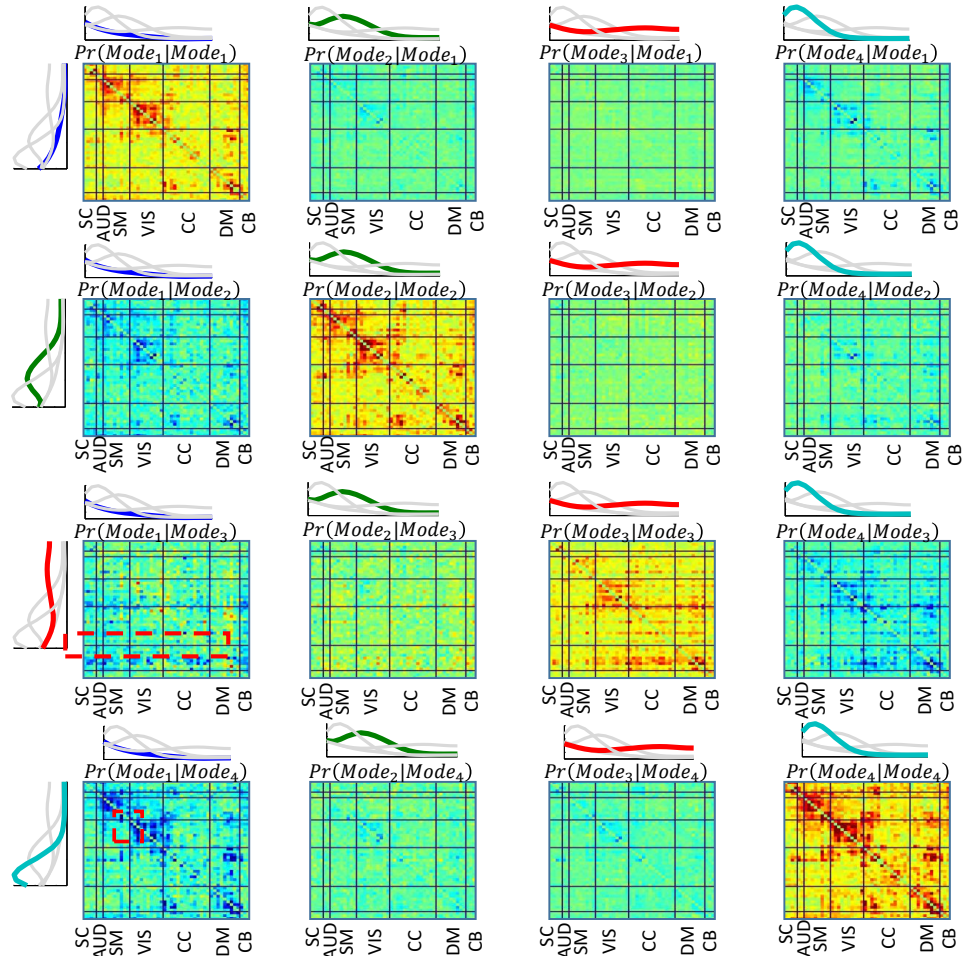 Pr(Mode₁|Mode₁) Pr(Mode₂|Mode₁) Pr(Mode₃|Mode₁) Pr(Mode₄|Mode₁)
SC AUD SM VIS CC DM CB SC AUD SM VIS CC DM CB SC AUD SM VIS CC DM CB SC AUD SM VIS CC DM CB
Pr(Mode₁|Mode₂) Pr(Mode₂|Mode₂) Pr(Mode₃|Mode₂) Pr(Mode₄|Mode₂)
SC AUD SM VIS CC DM CB SC AUD SM VIS CC DM CB SC AUD SM VIS CC DM CB SC AUD SM VIS CC DM CB
Pr(Mode₁|Mode₃) Pr(Mode₂|Mode₃) Pr(Mode₃|Mode₃) Pr(Mode₄|Mode₃)
SC AUD SM VIS CC DM CB SC AUD SM VIS CC DM CB SC AUD SM VIS CC DM CB SC AUD SM VIS CC DM CB
Pr(Mode₁|Mode₄) Pr(Mode₂|Mode₄) Pr(Mode₃|Mode₄) Pr(Mode₄|Mode₄)
SC AUD SM VIS CC DM CB SC AUD SM VIS CC DM CB SC AUD SM VIS CC DM CB SC AUD SM VIS CC DM CB